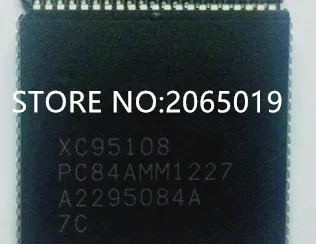 STORE NO:2065019
XC95108
PC84AMM1227
A2295084A
7C